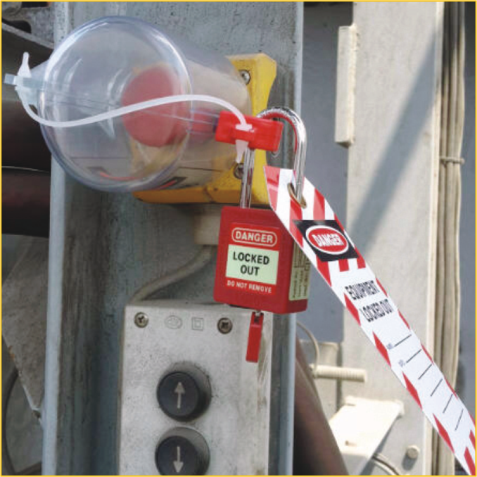 DANGER
LOCKED
OUT
DO NOT REMOVE
DANGER
EQUIPMENT
LOCKED OUT